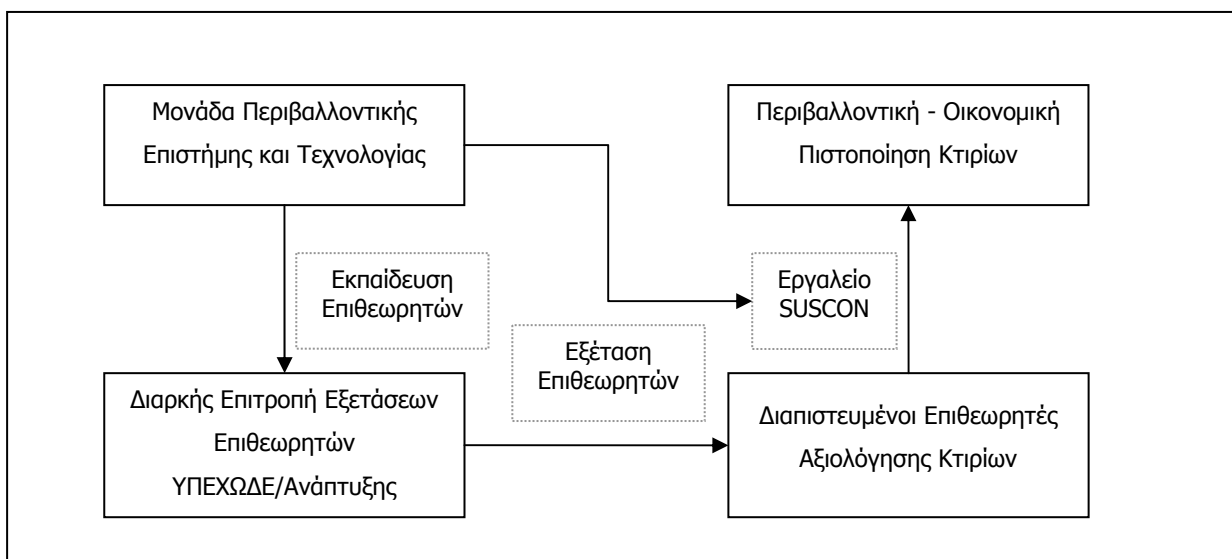 Μονάδα Περιβαλλοντικής
Επιστήμης και Τεχνολογίας
Περιβαλλοντική - Οικονομική
Πιστοποίηση Κτιρίων
Εκπαίδευση
Επιθεωρητών
Εργαλείο
SUSCON
Εξέταση
Επιθεωρητών
Διαρκής Επιτροπή Εξετάσεων
Επιθεωρητών
ΥΠΕΧΩΔΕ/Ανάπτυξης
Διαπιστευμένοι Επιθεωρητές
Αξιολόγησης Κτιρίων